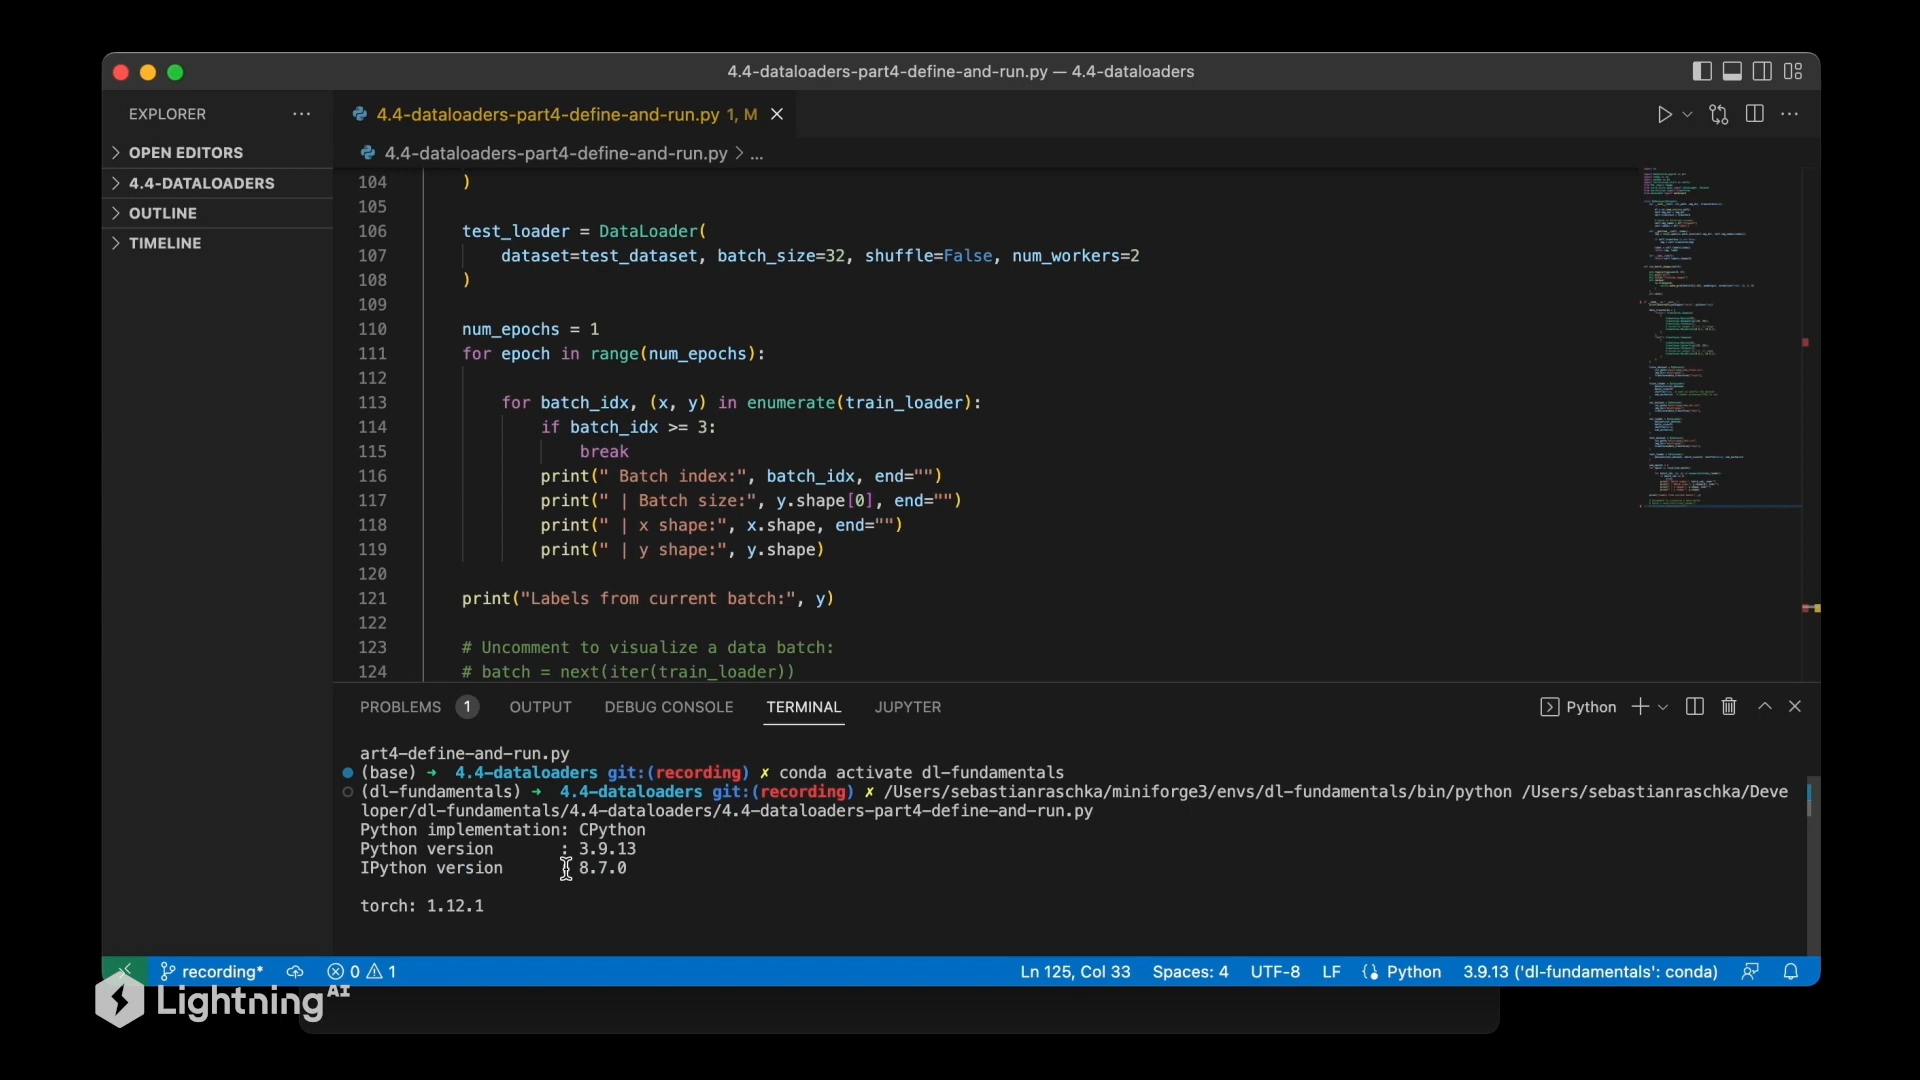 4.4-dataloaders-part4-define-and-run.py — 4.4-dataloaders
EXPLORER
OPEN EDITORS
4.4-DATALOADERS
OUTLINE
TIMELINE
4.4-dataloaders-part4-define-and-run.py 1, M
4.4-dataloaders-part4-define-and-run.py > ...
104 )
105
106 test_loader = DataLoader(
107 dataset=test_dataset, batch_size=32, shuffle=False, num_workers=2
108 )
109
110 num_epochs = 1
111 for epoch in range(num_epochs):
112
113 for batch_idx, (x, y) in enumerate(train_loader):
114 if batch_idx >= 3:
115 break
116 print(" Batch index:", batch_idx, end="")
117 print(" | Batch size:", y.shape[0], end="")
118 print(" | x shape:", x.shape, end="")
119 print(" | y shape:", y.shape)
120
121 print("Labels from current batch:", y)
122
123 # Uncomment to visualize a data batch:
124 # batch = next(iter(train_loader))
PROBLEMS 1 OUTPUT DEBUG CONSOLE TERMINAL JUPYTER
Python
art4-define-and-run.py
(base) ➜ 4.4-dataloaders git:(recording) ✗ conda activate dl-fundamentals
(dl-fundamentals) ➜ 4.4-dataloaders git:(recording) ✗ /Users/sebastianraschka/miniforge3/envs/dl-fundamentals/bin/python /Users/sebastianraschka/Deve
loper/dl-fundamentals/4.4-dataloaders/4.4-dataloaders-part4-define-and-run.py
Python implementation: CPython
Python version : 3.9.13
IPython version : 8.7.0
torch: 1.12.1
recording* 0 1 Ln 125, Col 33 Spaces: 4 UTF-8 LF Python 3.9.13 ('dl-fundamentals': conda)
Lightning AI